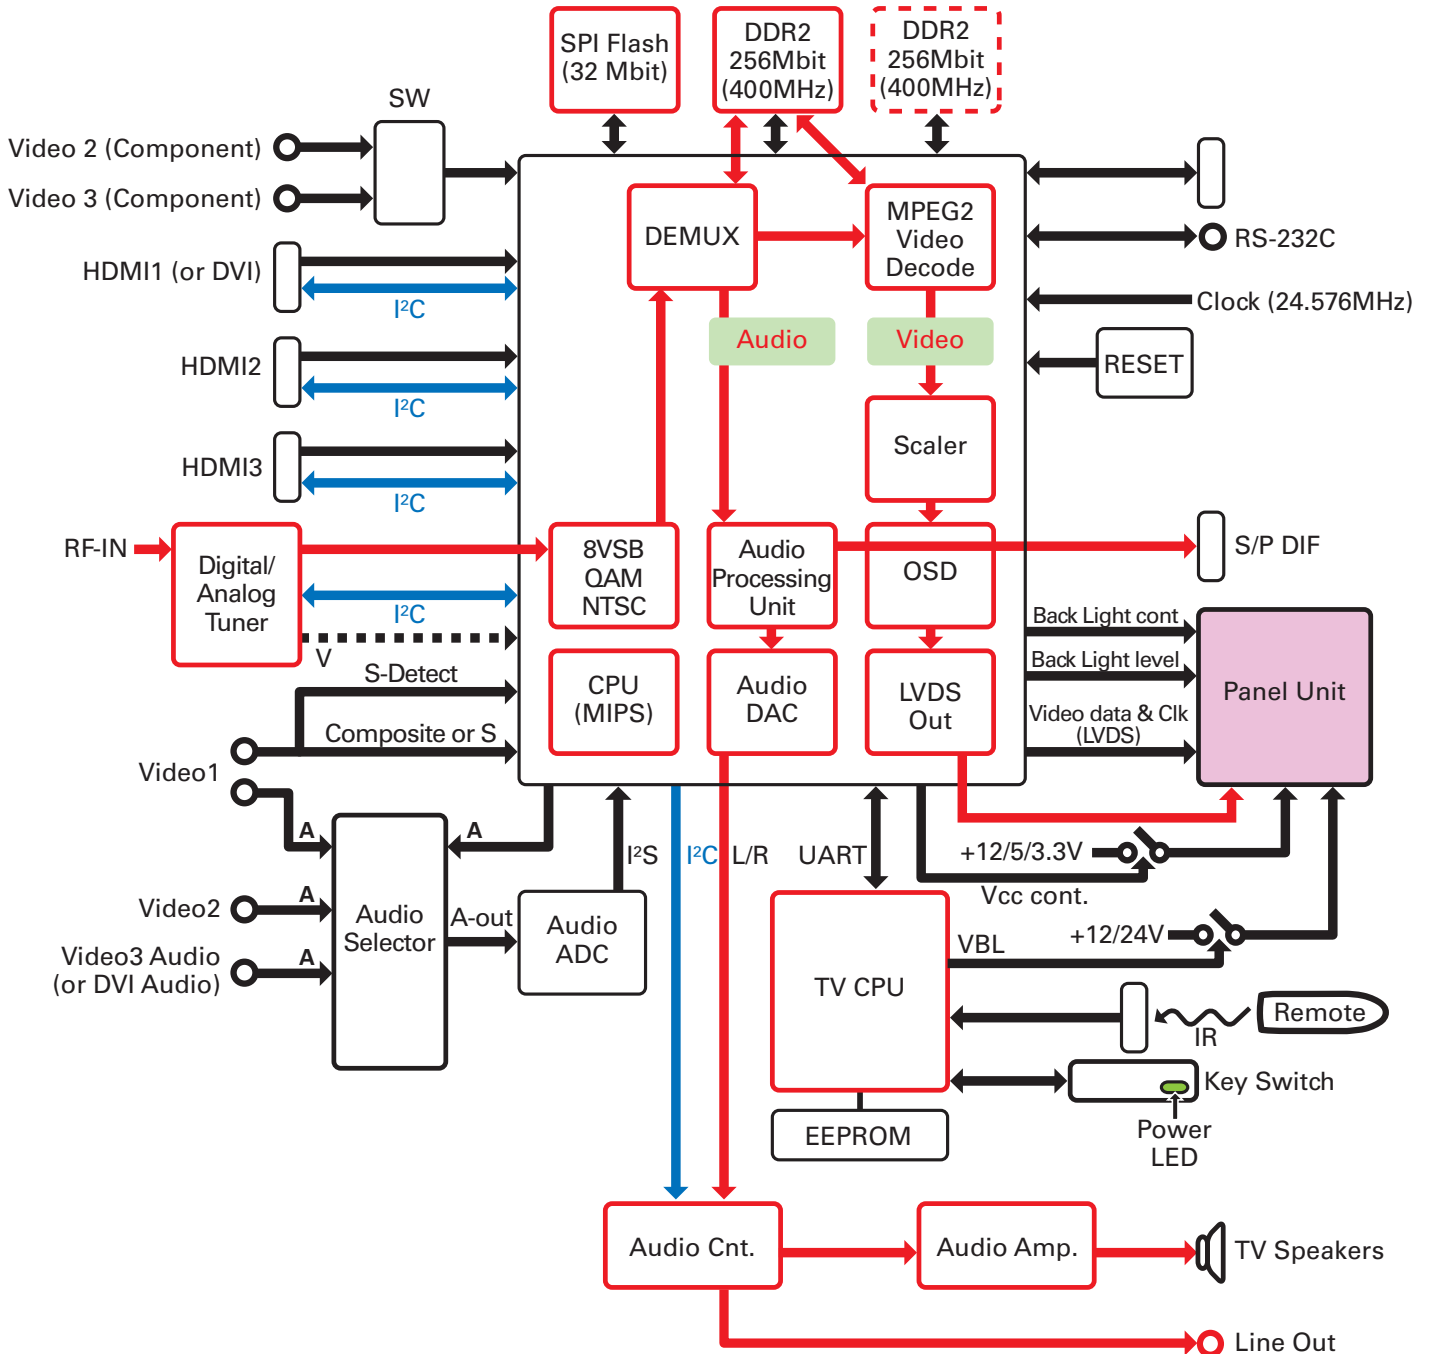 SPI Flash
(32 Mbit)
DDR2
256Mbit
(400MHz)
DDR2
256Mbit
(400MHz)
SW
Video 2 (Component)
Video 3 (Component)
DEMUX
MPEG2
Video
Decode
RS-232C
HDMI1 (or DVI)
I²C
Clock (24.576MHz)
Audio
Video
RESET
HDMI2
I²C
Scaler
HDMI3
I²C
RF-IN
Digital/
Analog
Tuner
I²C
V
8VSB
QAM
NTSC
Audio
Processing
Unit
OSD
S/P DIF
Back Light cont
Back Light level
Video data & Clk
(LVDS)
Panel Unit
S-Detect
Composite or S
CPU
(MIPS)
Audio
DAC
LVDS
Out
Video1
A
A
I²S
I²C
L/R
UART
+12/5/3.3V
Vcc cont.
Video2
A
Audio
Selector
A-out
Audio
ADC
Video3 Audio
(or DVI Audio)
A
VBL
+12/24V
TV CPU
IR
Remote
Key Switch
Power
LED
EEPROM
Audio Cnt.
Audio Amp.
TV Speakers
Line Out